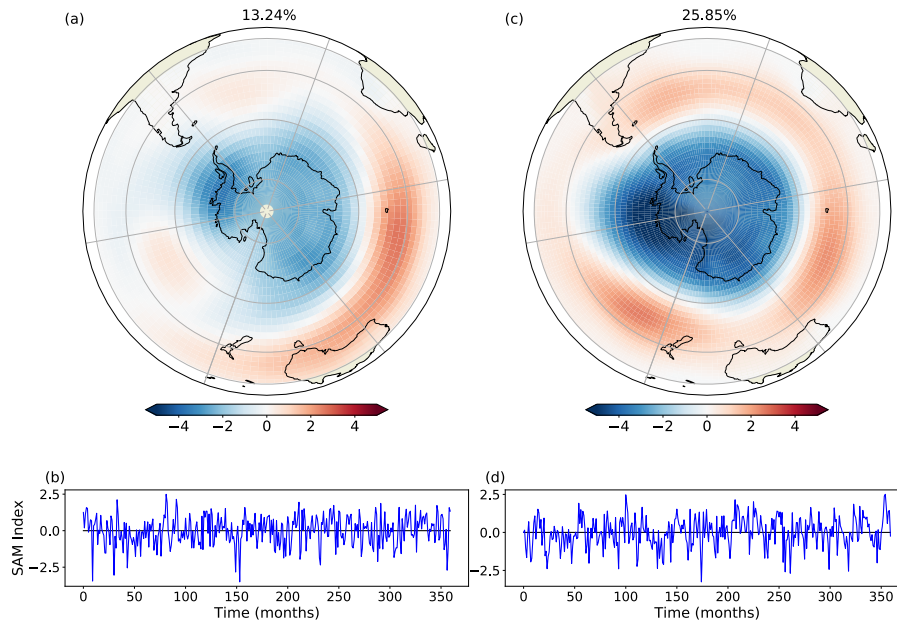 (a) 13.24% (c) 25.85%
−4 −2 0 2 4 −4 −2 0 2 4
(b) (d)
SAM Index
2.5 2.5
0.0 0.0
−2.5 −2.5
0 50 100 150 200 250 300 350 0 50 100 150 200 250 300 350
Time (months) Time (months)